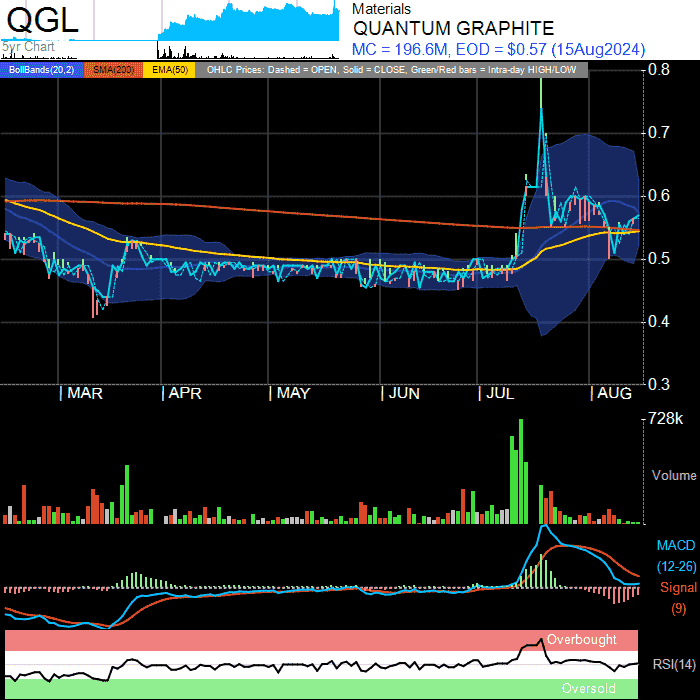 QGL
5yr Chart
Materials
QUANTUM GRAPHITE
MC = 196.6M, EOD = $0.57 (15Aug2024)
BollBands(20,2) SMA(200) EMA(50) OHLC Prices: Dashed = OPEN, Solid = CLOSE, Green/Red bars = Intra-day HIGH/LOW
0.8
0.7
0.6
0.5
0.4
0.3
MAR APR MAY JUN JUL AUG
728k
Volume
MACD
(12-26)
Signal
(9)
Overbought
RSI(14)
Oversold